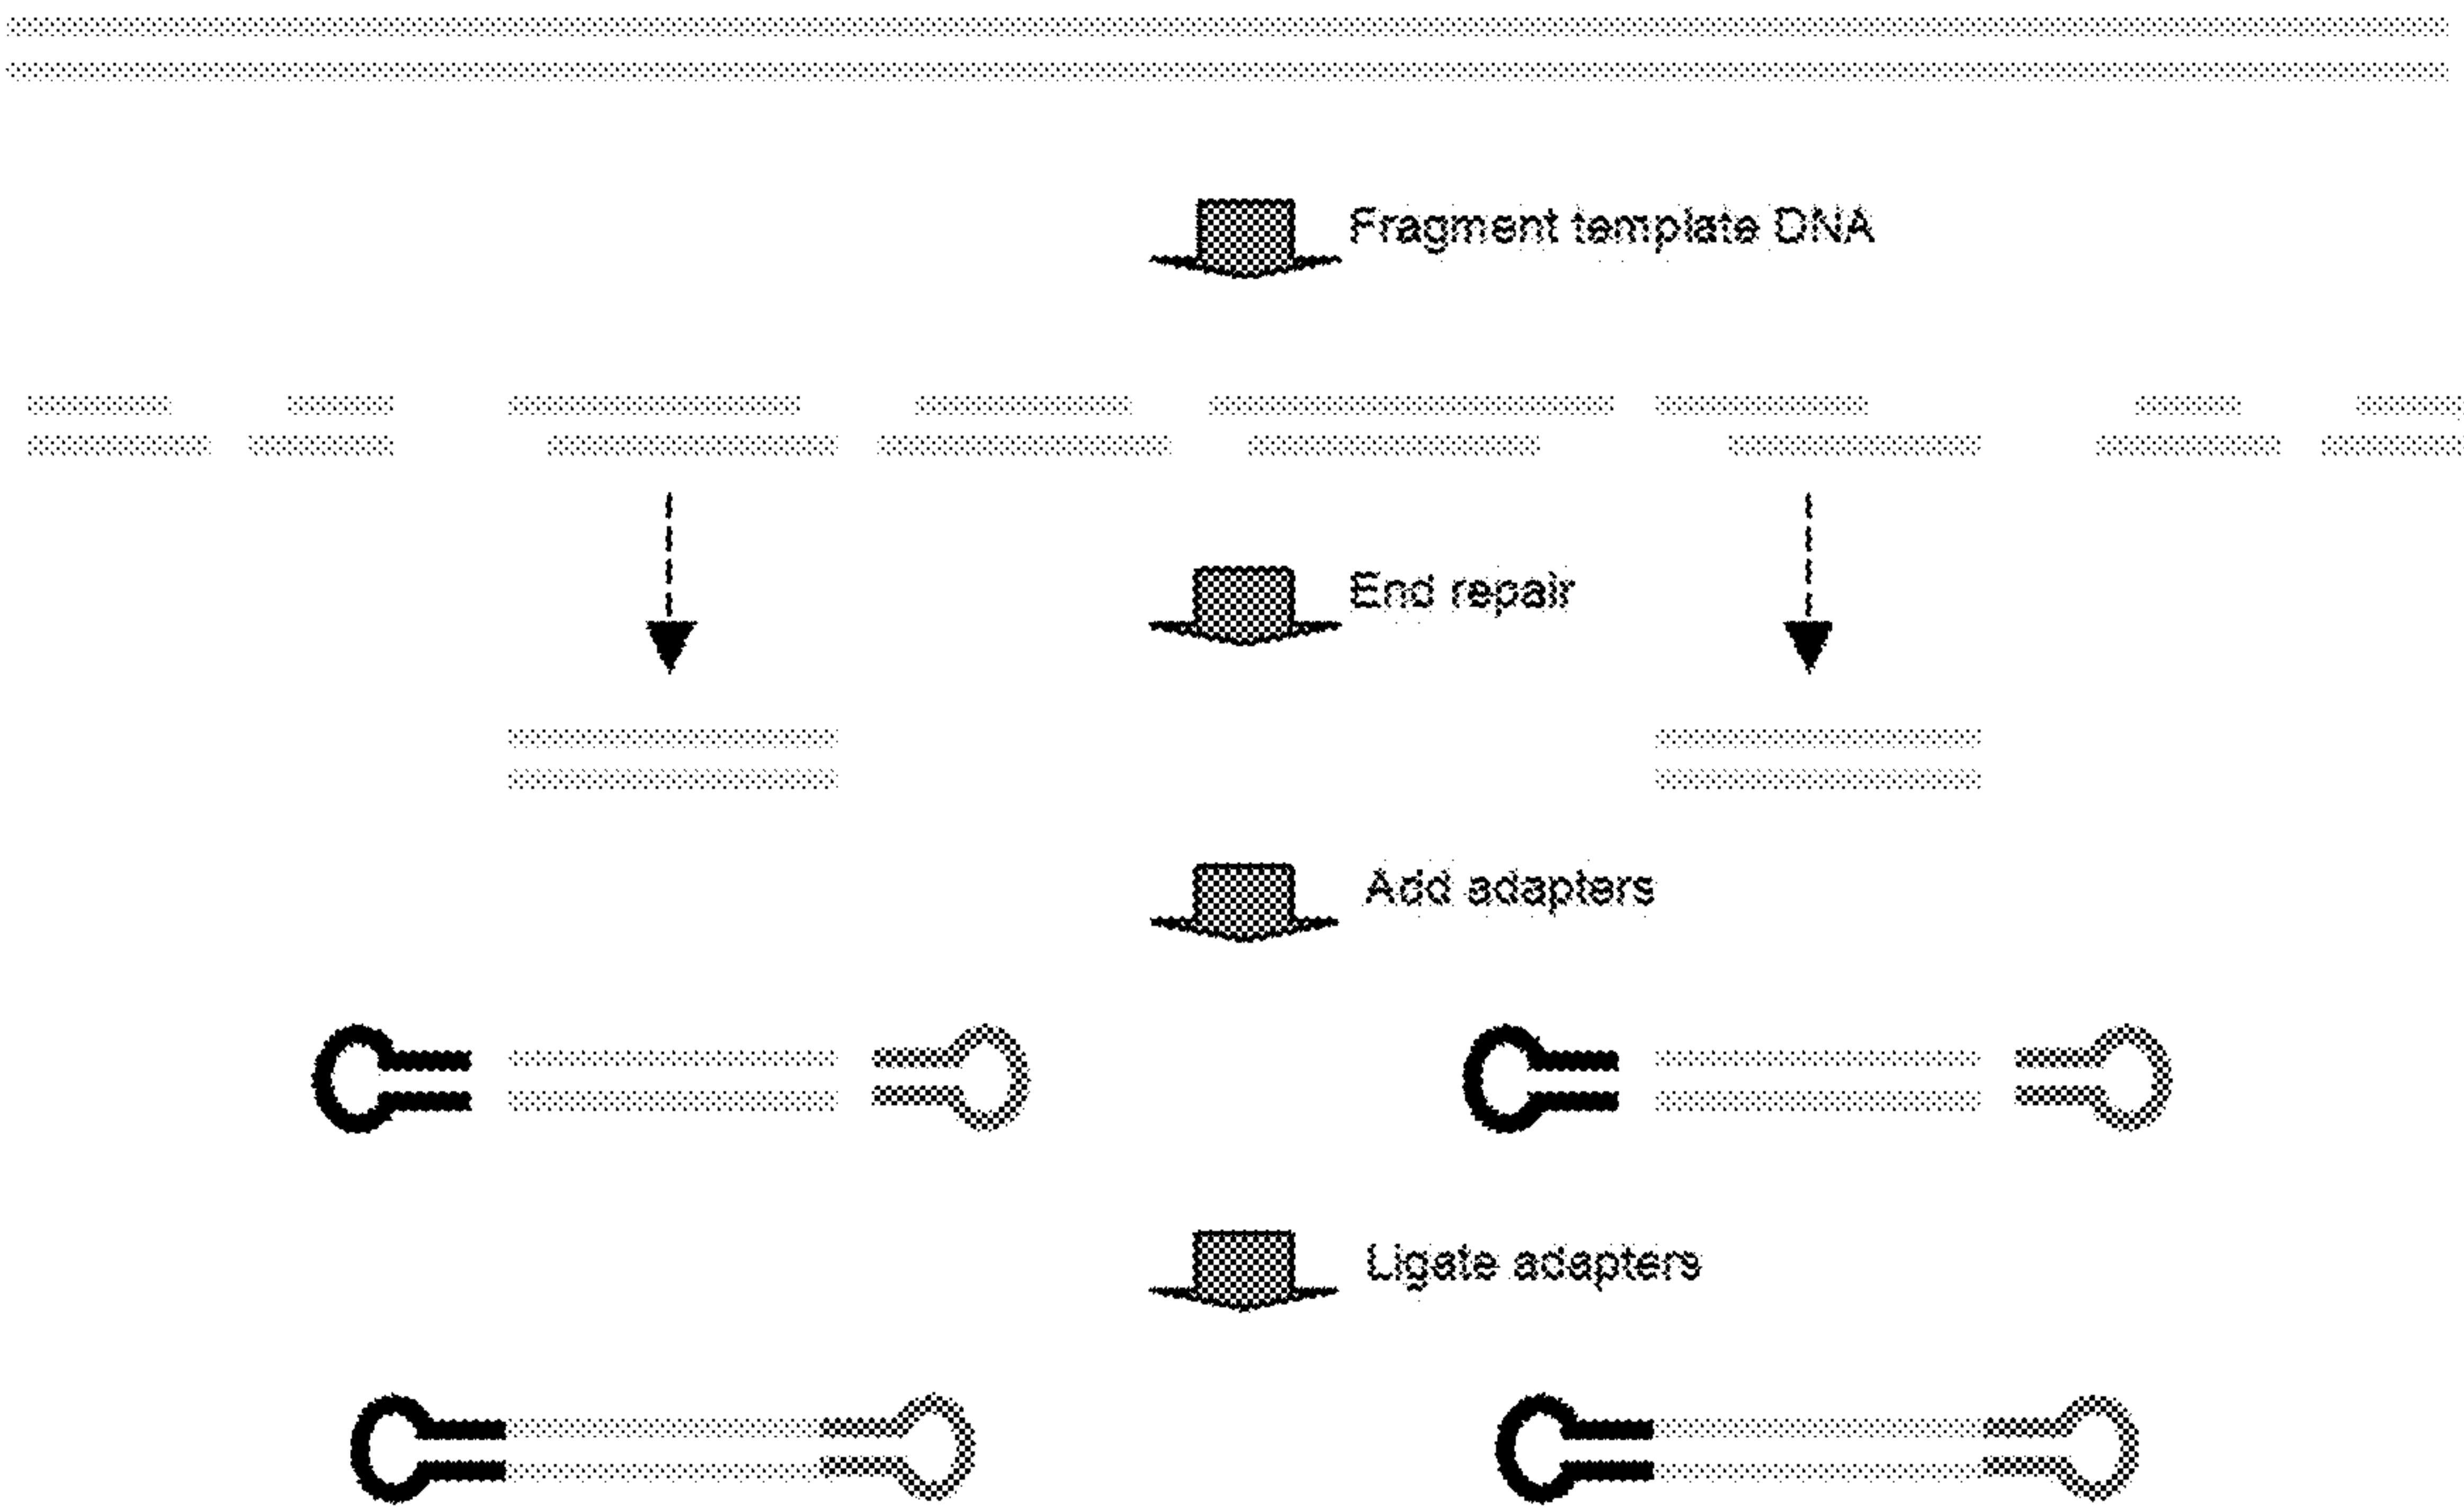 Fragment template DNA
End repair
Add adapters
Ligate adapters